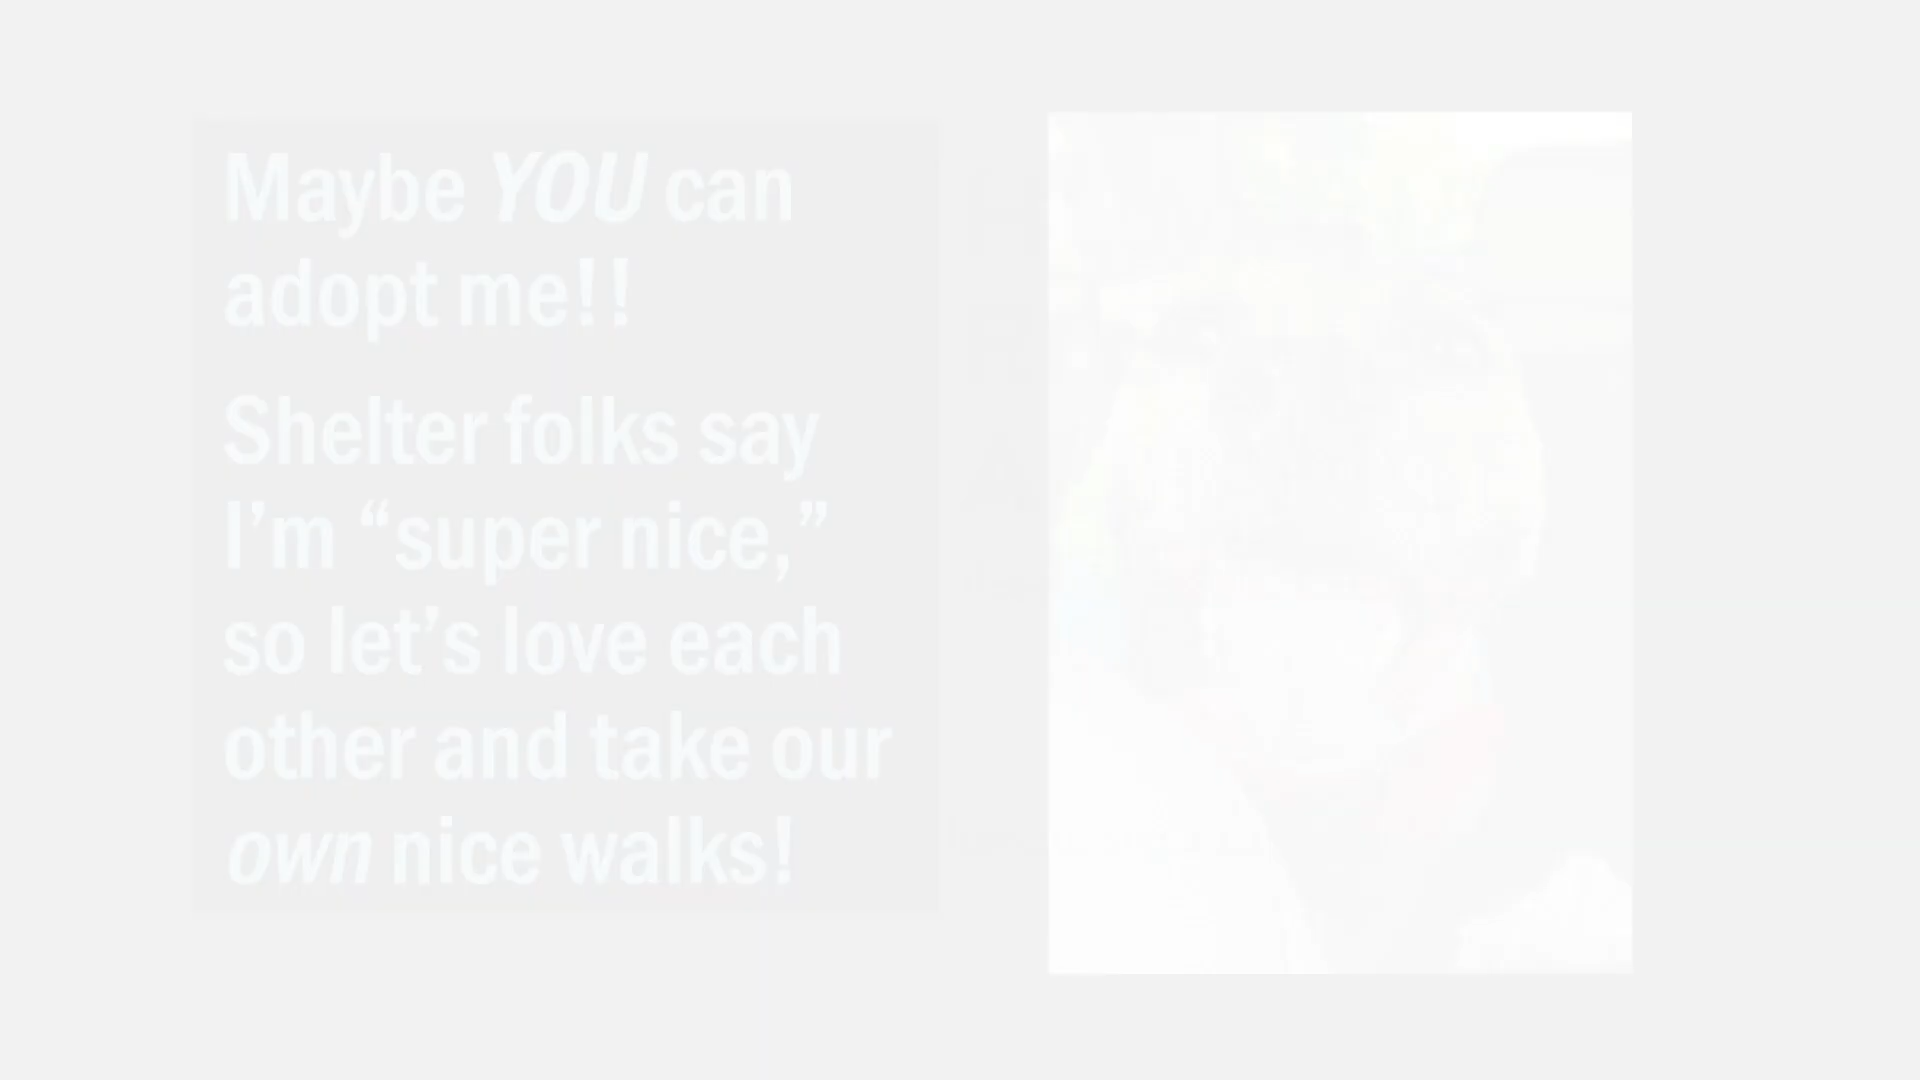 Maybe YOU can
adopt me!!
Shelter folks say
I’m “super nice,”
so let’s love each
other and take our
own nice walks!